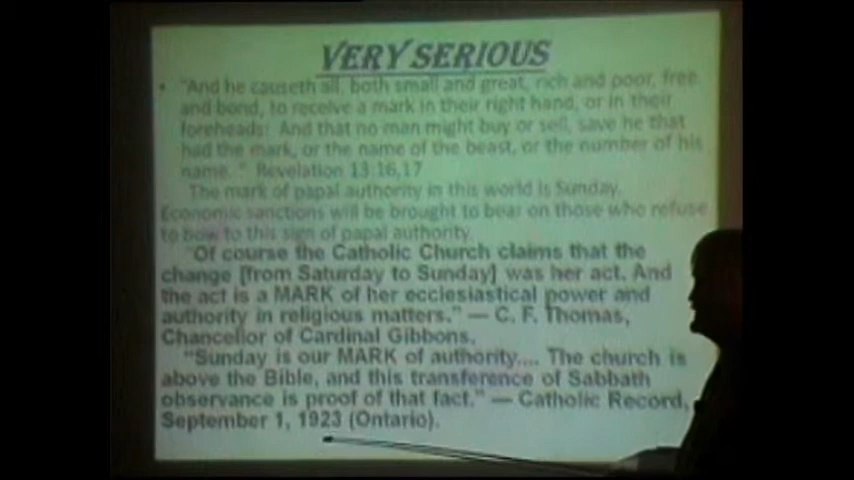 VERY SERIOUS
• "And he causeth all, both small and great, rich and poor, free
and bond, to receive a mark in their right hand, or in their
foreheads: And that no man might buy or sell, save he that
had the mark, or the name of the beast, or the number of his
name. " Revelation 13:16,17
The mark of papal authority in this world is Sunday.
Economic sanctions will be brought to bear on those who refuse
to bow to this sign of papal authority.
"Of course the Catholic Church claims that the
change [from Saturday to Sunday] was her act. And
the act is a MARK of her ecclesiastical power and
authority in religious matters." — C. F. Thomas,
Chancellor of Cardinal Gibbons.
"Sunday is our MARK of authority.... The church is
above the Bible, and this transference of Sabbath
observance is proof of that fact." — Catholic Record,
September 1, 1923 (Ontario).